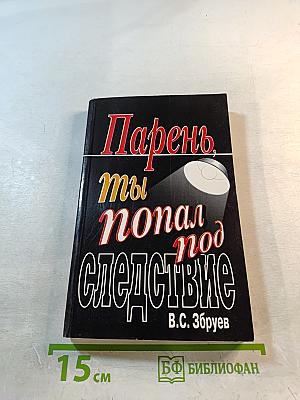 Парень,
ты
попал
под
следствие
В.С. Збруев
15 см
БФ БИБЛИОФАН